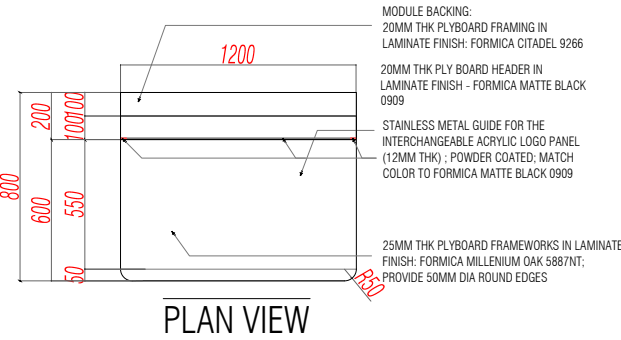 MODULE BACKING:
20MM THK PLYBOARD FRAMING IN
LAMINATE FINISH: FORMICA CITADEL 9266
1200
20MM THK PLY BOARD HEADER IN
LAMINATE FINISH - FORMICA MATTE BLACK
0909
800
200
600
100
100
550
50
STAINLESS METAL GUIDE FOR THE
INTERCHANGEABLE ACRYLIC LOGO PANEL
(12MM THK) ; POWDER COATED; MATCH
COLOR TO FORMICA MATTE BLACK 0909
25MM THK PLYBOARD FRAMEWORKS IN LAMINATE
FINISH: FORMICA MILLENIUM OAK 5887NT;
PROVIDE 50MM DIA ROUND EDGES
R50
PLAN VIEW